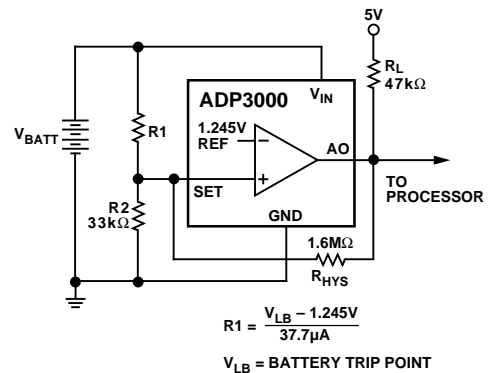 5V
RL
47kΩ
ADP3000
VIN
VBATT
R1
1.245V
REF
AO
TO
PROCESSOR
SET
R2
33kΩ
GND
1.6MΩ
RHYS
R1 = VLB – 1.245V
37.7µA
VLB = BATTERY TRIP POINT